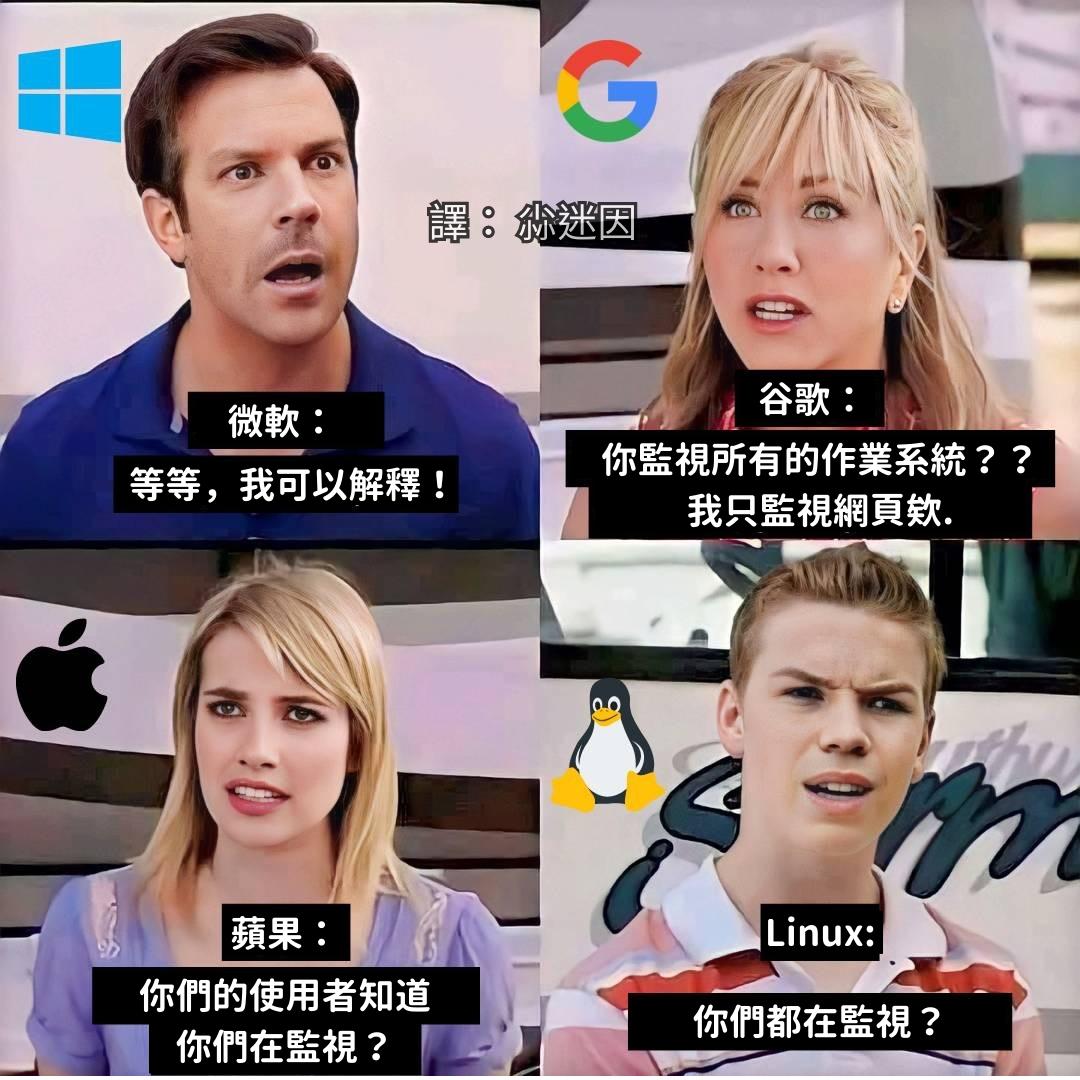 譯：尛迷因
微軟：
等等，我可以解釋！
谷歌：
你監視所有的作業系統？？
我只監視網頁欸.
蘋果：
你們的使用者知道
你們在監視？
Linux:
你們都在監視？